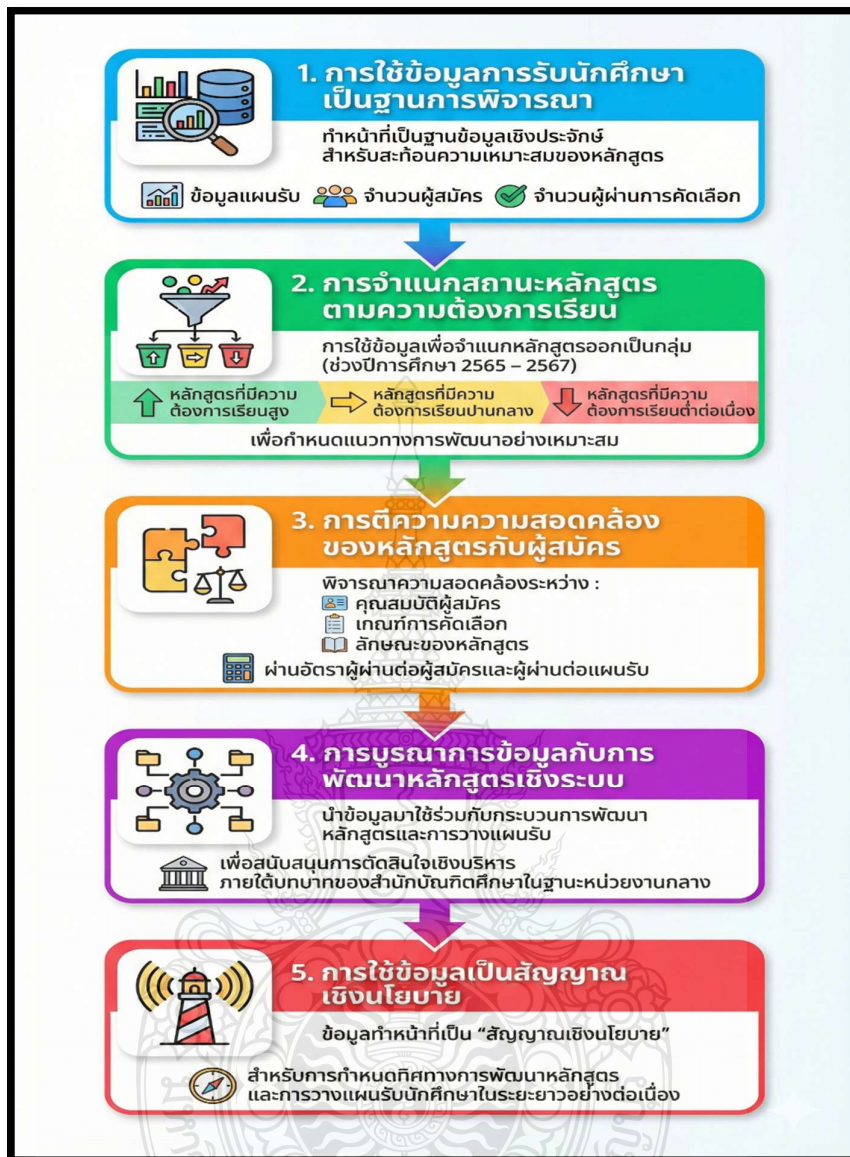 1. การใช้ข้อมูลการรับนักศึกษา
เป็นฐานการพิจารณา
ทำหน้าที่เป็นฐานข้อมูลเชิงประจักษ์
สำหรับสะท้อนความเหมาะสมของหลักสูตร
ข้อมูลแผนรับ จำนวนผู้สมัคร จำนวนผู้ผ่านการคัดเลือก
2. การจำแนกสถานะหลักสูตร
ตามความต้องการเรียน
การใช้ข้อมูลเพื่อจำแนกหลักสูตรออกเป็นกลุ่ม
(ช่วงปีการศึกษา 2565 – 2567)
หลักสูตรที่มีความ
ต้องการเรียนสูง
หลักสูตรที่มีความ
ต้องการเรียนปานกลาง
หลักสูตรที่มีความ
ต้องการเรียนต่ำต่อเนื่อง
เพื่อกำหนดแนวทางการพัฒนาอย่างเหมาะสม
3. การตีความความสอดคล้อง
ของหลักสูตรกับผู้สมัคร
พิจารณาความสอดคล้องระหว่าง :
คุณสมบัติผู้สมัคร
เกณฑ์การคัดเลือก
ลักษณะของหลักสูตร
ผ่านอัตราผู้ผ่านต่อผู้สมัครและผู้ผ่านต่อแผนรับ
4. การบูรณาการข้อมูลกับการ
พัฒนาหลักสูตรเชิงระบบ
นำข้อมูลมาใช้ร่วมกับกระบวนการพัฒนา
หลักสูตรและการวางแผนรับ
เพื่อสนับสนุนการตัดสินใจเชิงบริหาร
ภายใต้บทบาทของสำนักบัณฑิตศึกษาในฐานะหน่วยงานกลาง
5. การใช้ข้อมูลเป็นสัญญาณ
เชิงนโยบาย
ข้อมูลทำหน้าที่เป็น “สัญญาณเชิงนโยบาย”
สำหรับการกำหนดทิศทางการพัฒนาหลักสูตร
และการวางแผนรับนักศึกษาในระยะยาวอย่างต่อเนื่อง